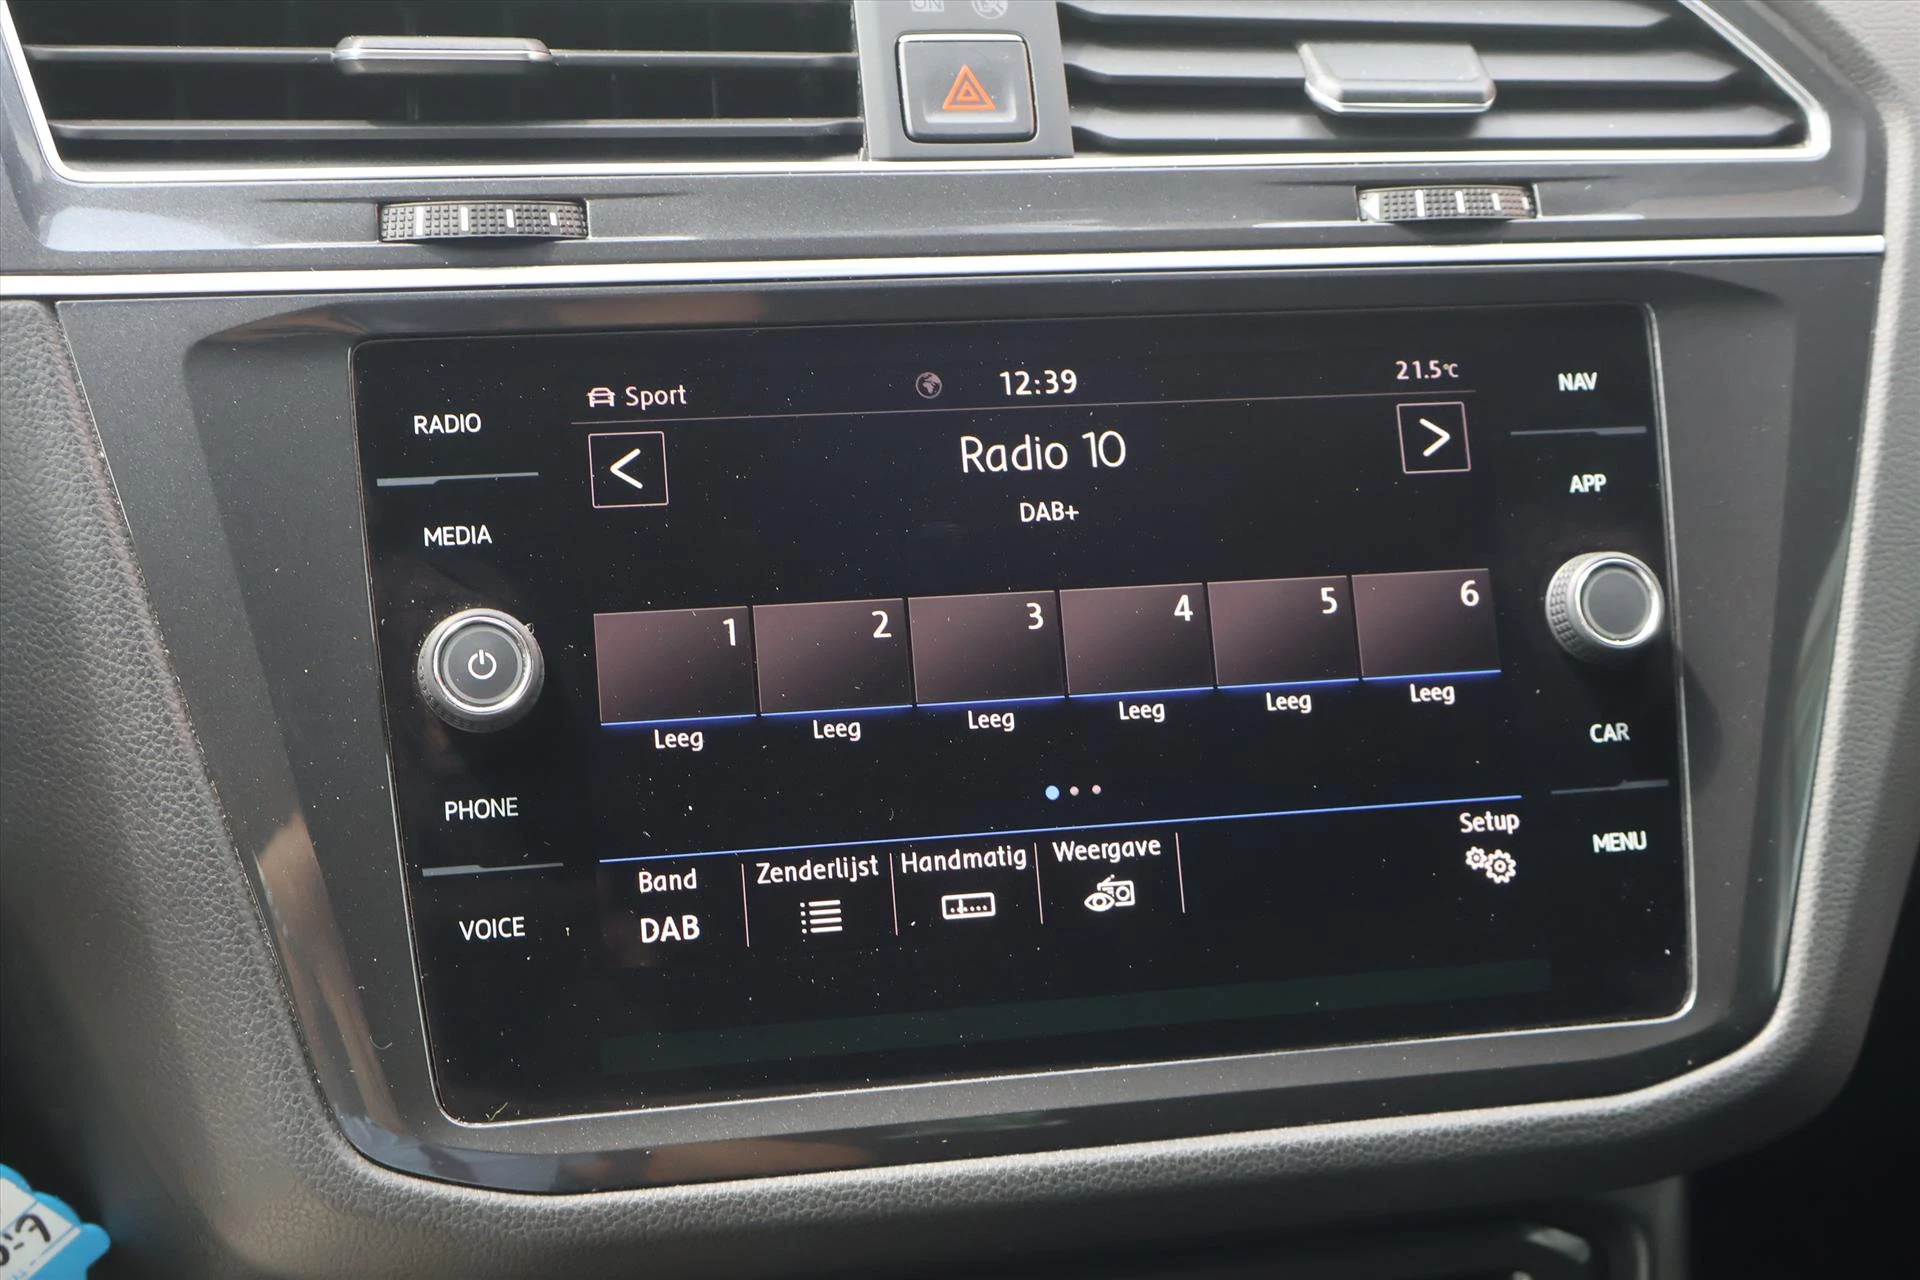 ON
Sport
12:39
21.5°C
RADIO
NAV
<
Radio 10
>
DAB+
APP
MEDIA
1
2
3
4
5
6
Leeg
Leeg
Leeg
Leeg
Leeg
Leeg
PHONE
CAR
Band
DAB
Zenderlijst
Handmatig
Weergave
Setup
MENU
VOICE